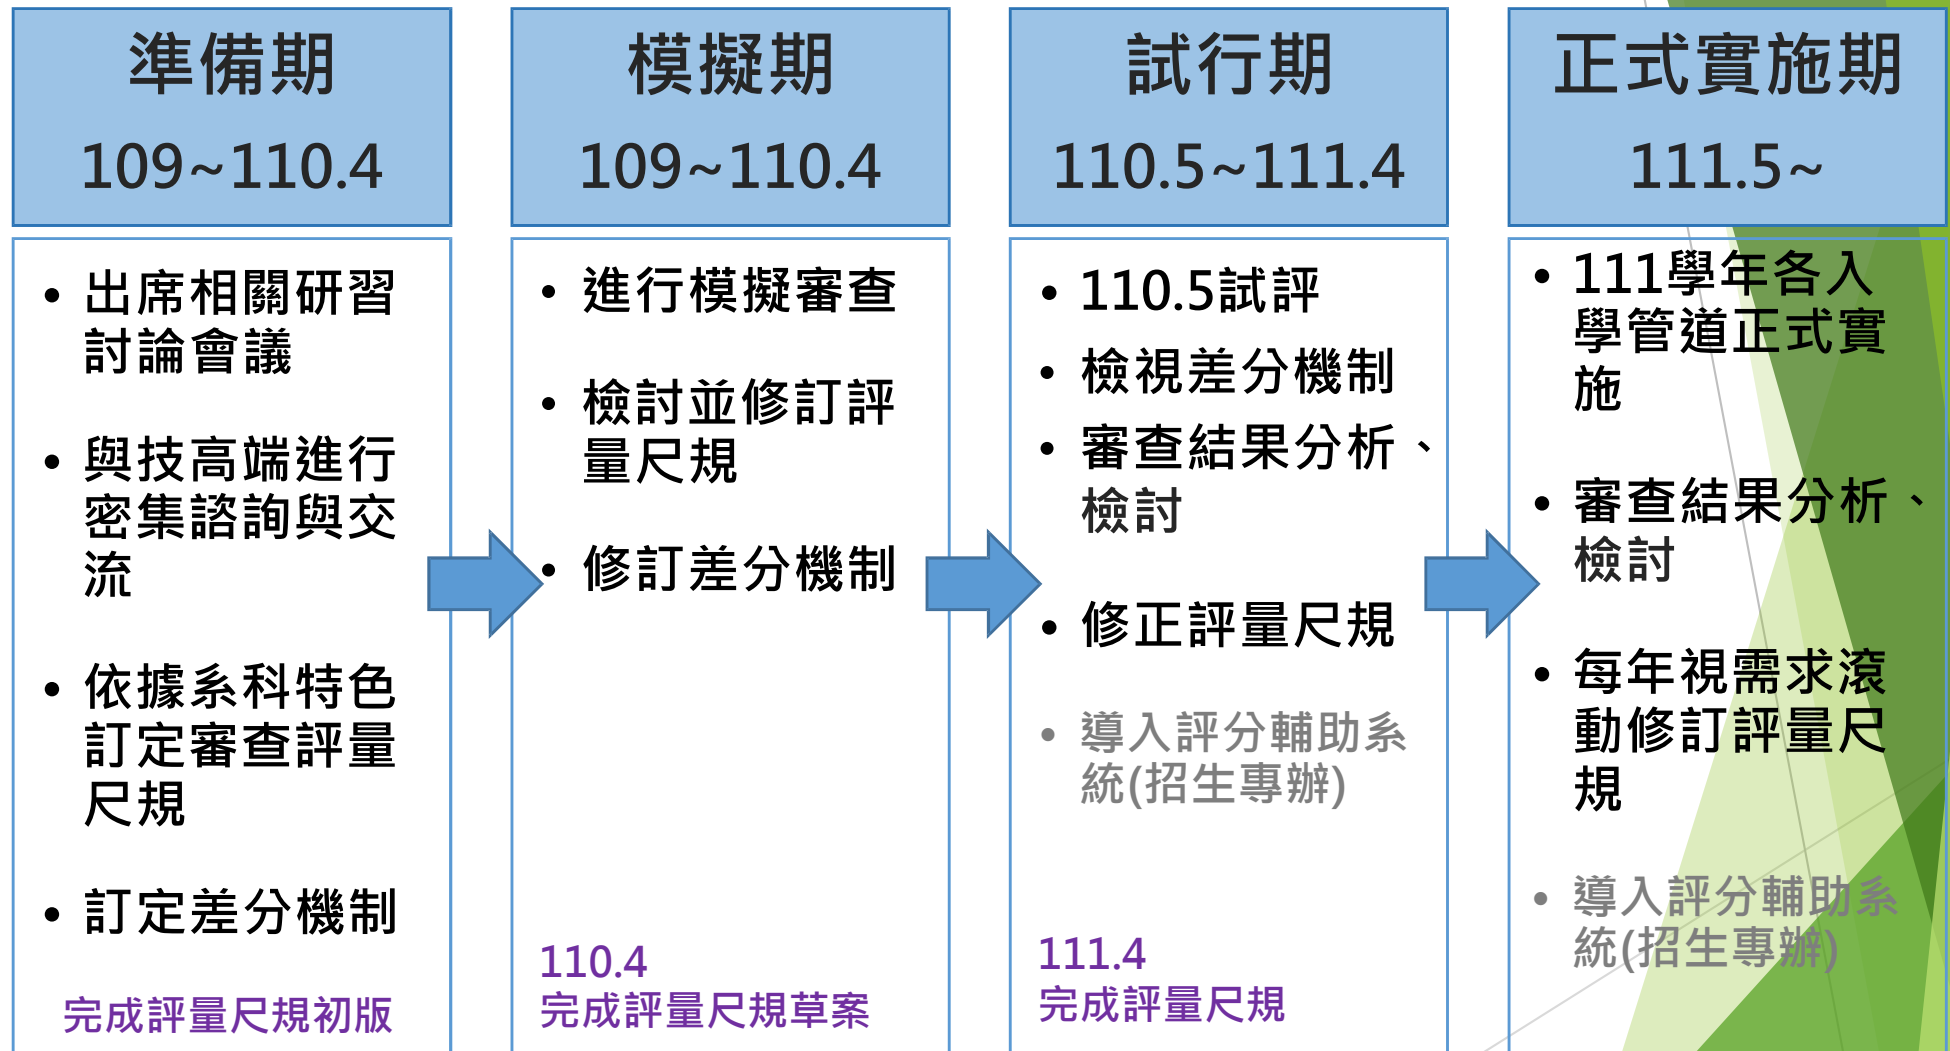 準備期
109~110.4
• 出席相關研習
討論會議
• 與技高端進行
密集諮詢與交
流
• 依據系科特色
訂定審查評量
尺規
• 訂定差分機制
完成評量尺規初版
模擬期
109~110.4
• 進行模擬審查
• 檢討並修訂評
量尺規
• 修訂差分機制
110.4
完成評量尺規草案
試行期
110.5~111.4
• 110.5試評
• 檢視差分機制
• 審查結果分析、
檢討
• 修正評量尺規
• 導入評分輔助系
統(招生專辦)
111.4
完成評量尺規
正式實施期
111.5~
• 111學年各入
學管道正式實
施
• 審查結果分析、
檢討
• 每年視需求滾
動修訂評量尺
規
• 導入評分輔助系
統(招生專辦)